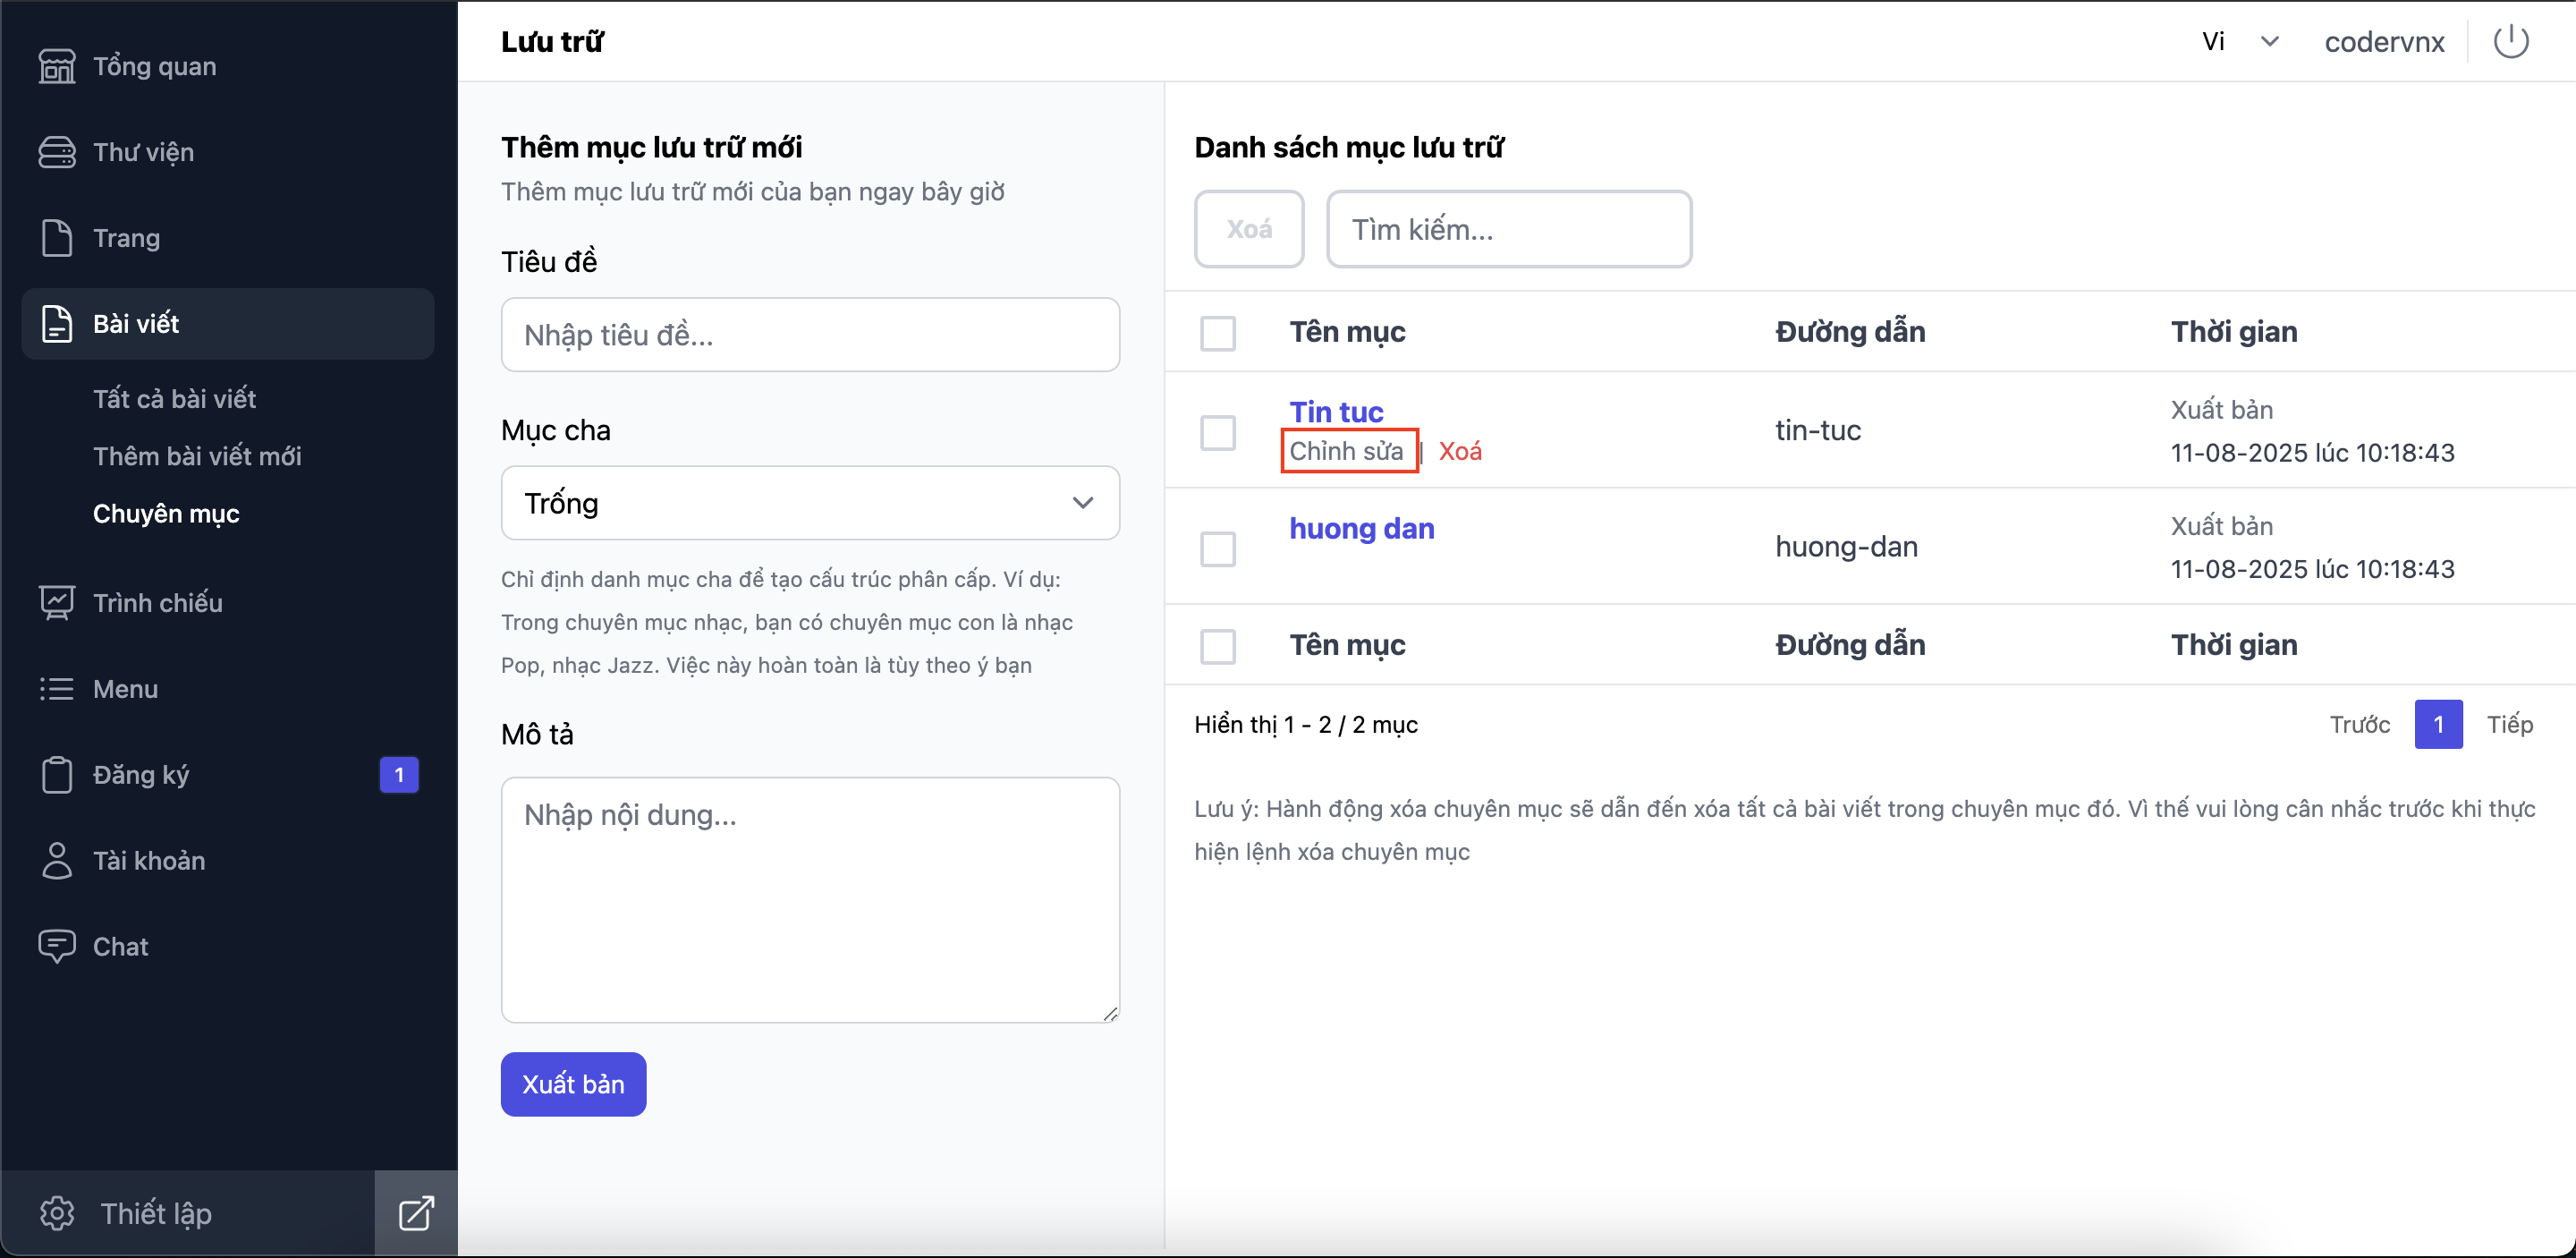 Tổng quan
Thư viện
Trang
Bài viết
Tất cả bài viết
Thêm bài viết mới
Chuyên mục
Trình chiếu
Menu
Đăng ký
1
Tài khoản
Chat
Thiết lập
Lưu trữ
Vi
codervnx
Thêm mục lưu trữ mới
Thêm mục lưu trữ mới của bạn ngay bây giờ
Tiêu đề
Nhập tiêu đề...
Mục cha
Trống
Chỉ định danh mục cha để tạo cấu trúc phân cấp. Ví dụ:
Trong chuyên mục nhạc, bạn có chuyên mục con là nhạc
Pop, nhạc Jazz. Việc này hoàn toàn là tùy theo ý bạn
Mô tả
Nhập nội dung...
Xuất bản
Danh sách mục lưu trữ
Xoá
Tìm kiếm...
Tên mục Đường dẫn Thời gian
Tin tuc
Chỉnh sửa | Xoá
tin-tuc
Xuất bản
11-08-2025 lúc 10:18:43
huong dan
huong-dan
Xuất bản
11-08-2025 lúc 10:18:43
Tên mục Đường dẫn Thời gian
Hiển thị 1 - 2 / 2 mục
Trước 1 Tiếp
Lưu ý: Hành động xóa chuyên mục sẽ dẫn đến xóa tất cả bài viết trong chuyên mục đó. Vì thế vui lòng cân nhắc trước khi thực
hiện lệnh xóa chuyên mục